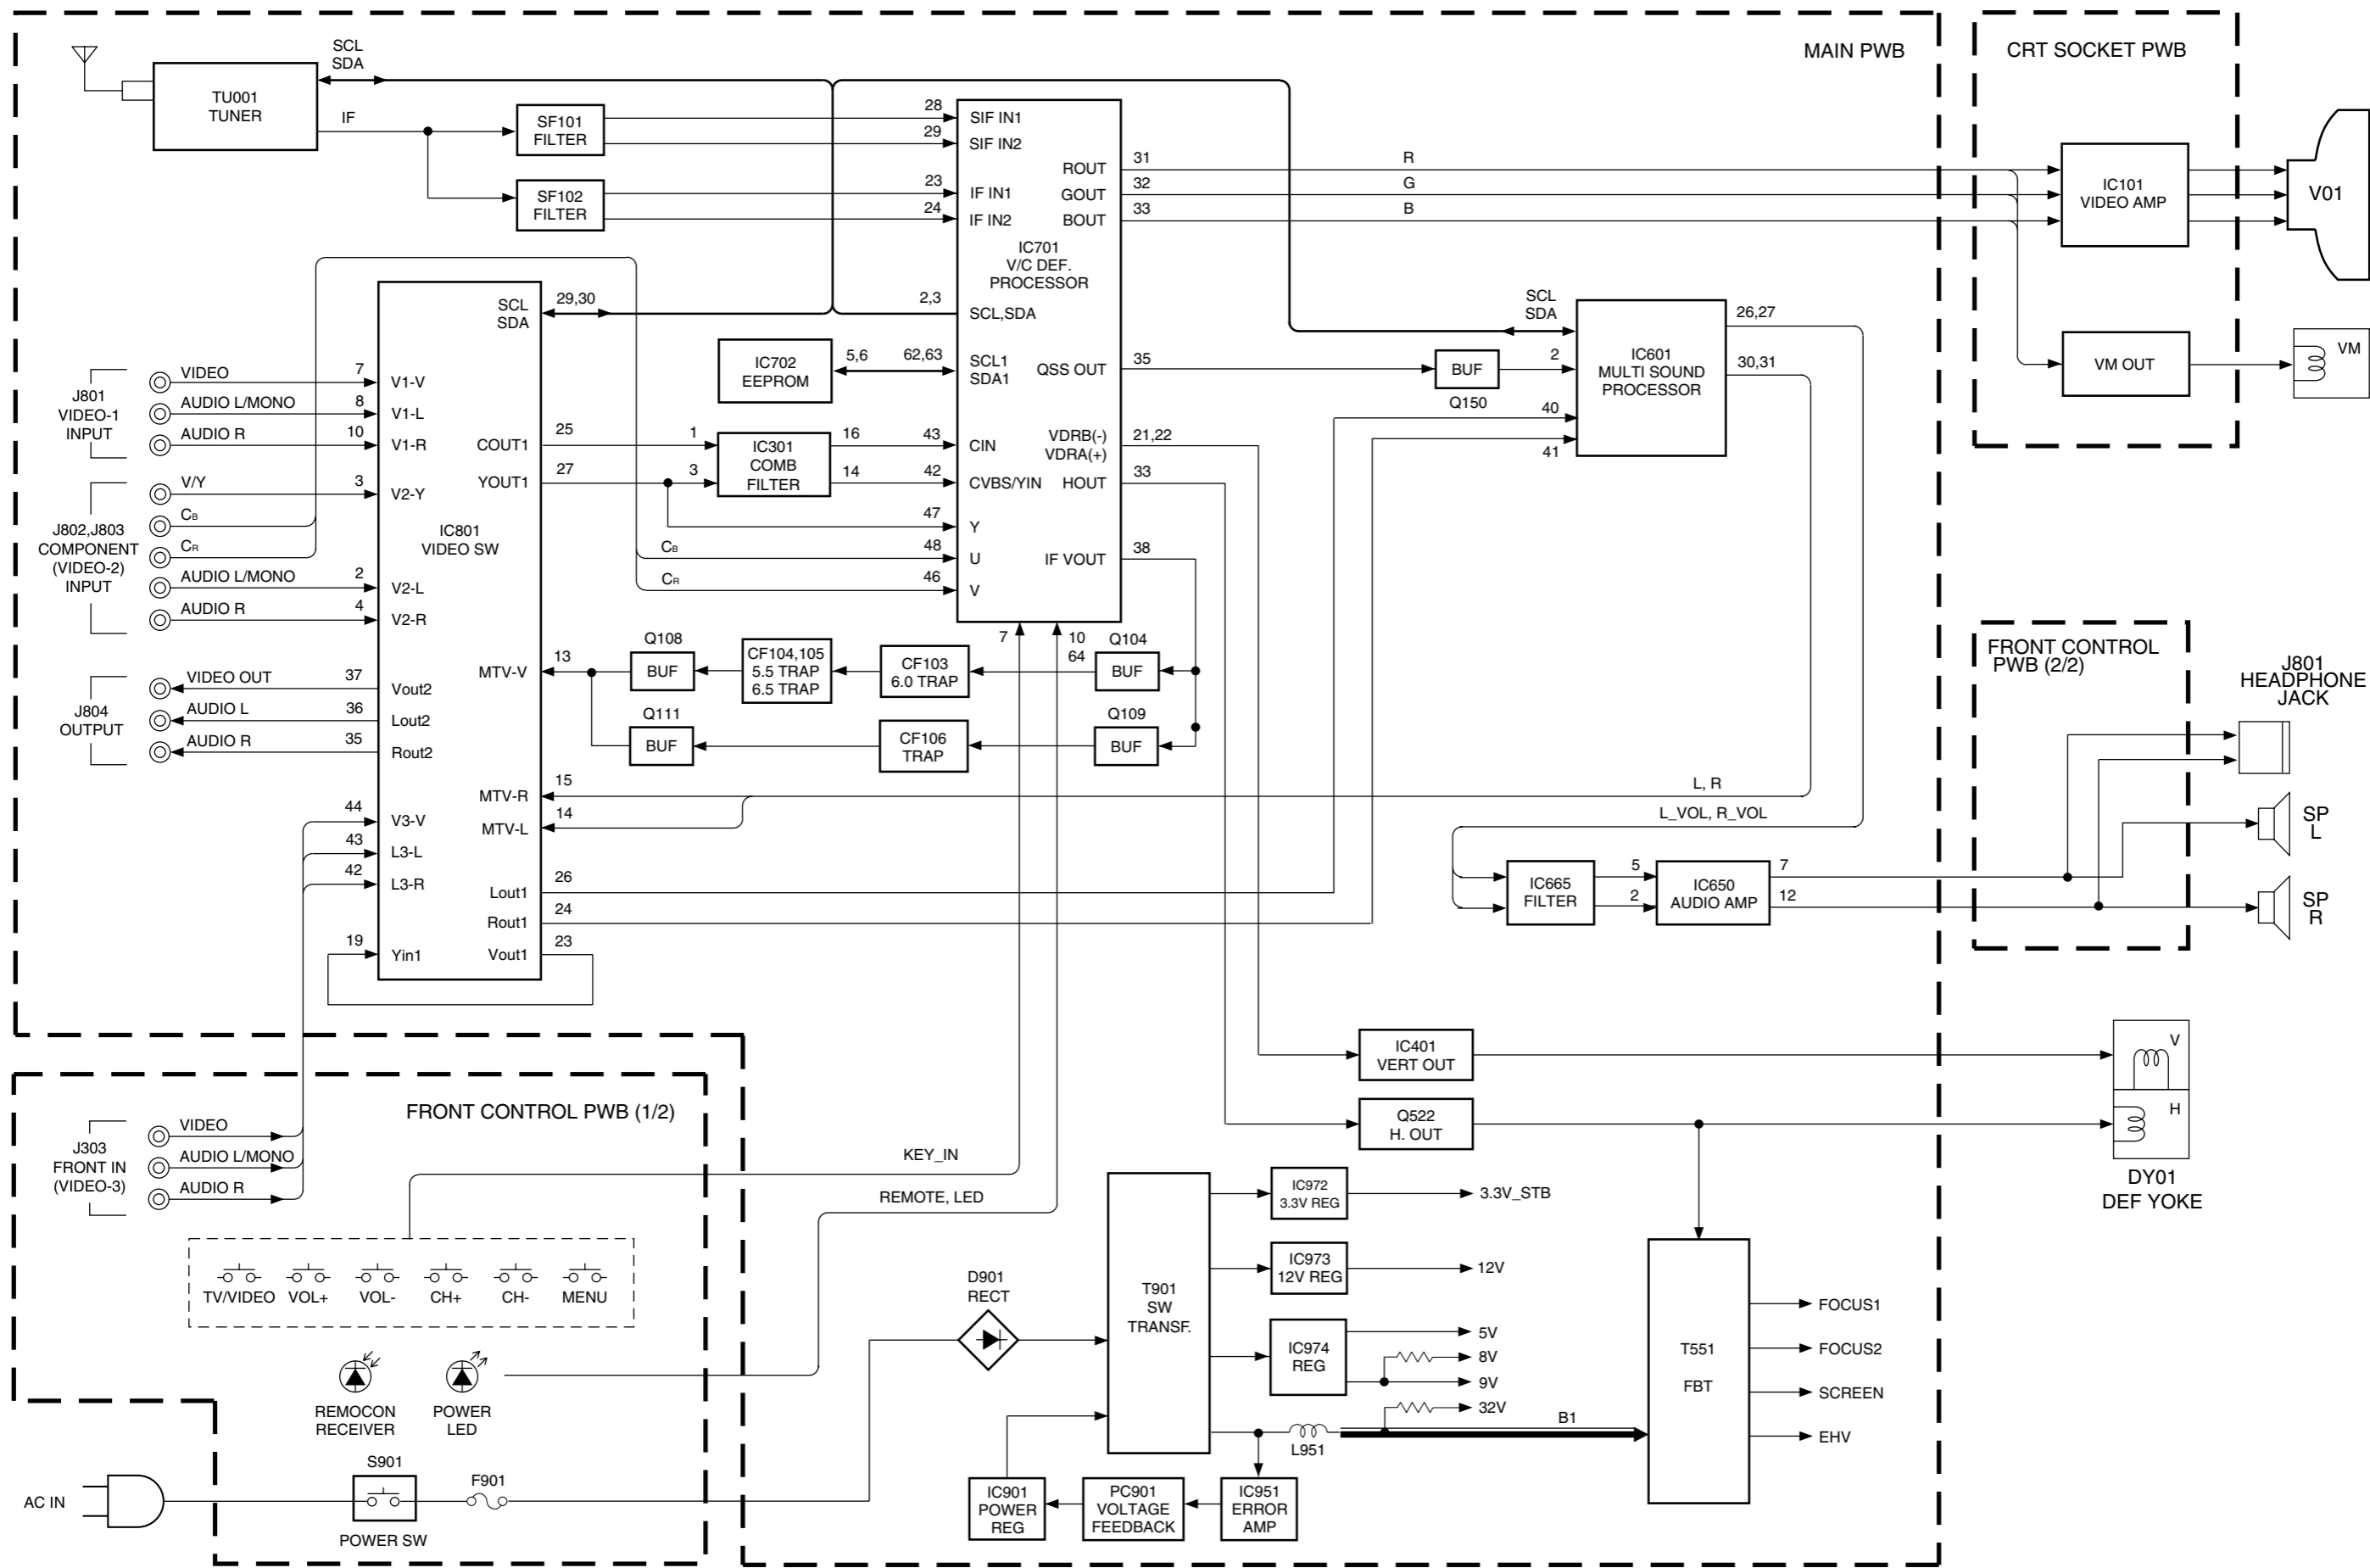 MAIN PWB
CRT SOCKET PWB
SCL
SDA
TU001
TUNER
IF
SF101
FILTER
SF102
FILTER
28
29
23
24
SIF IN1
SIF IN2
IF IN1
IF IN2
ROUT
GOUT
BOUT
31
32
33
R
G
B
IC101
VIDEO AMP
V01
IC701
V/C DEF.
PROCESSOR
SCL
SDA
29,30
2,3
SCL,SDA
SCL
SDA
26,27
IC601
MULTI SOUND
PROCESSOR
30,31
VM OUT
VM
IC702
EEPROM
5,6
62,63
SCL1
SDA1
QSS OUT
35
BUF
Q150
2
40
41
J801
VIDEO-1
INPUT
VIDEO
AUDIO L/MONO
AUDIO R
7
8
10
V1-V
V1-L
V1-R
COUT1
25
1
YOUT1
27
3
IC301
COMB
FILTER
16
14
43
42
CIN
CVBS/YIN
VDRB(-)
VDRA(+)
21,22
HOUT
33
J802,J803
COMPONENT
(VIDEO-2)
INPUT
V/Y
CB
CR
AUDIO L/MONO
AUDIO R
3
2
4
V2-Y
V2-L
V2-R
IC801
VIDEO SW
47
CB
48
CR
46
Y
U
V
IF VOUT
38
7
10
64
MTV-V
13
Q108
BUF
CF104,105
5.5 TRAP
6.5 TRAP
CF103
6.0 TRAP
Q104
BUF
Q111
BUF
CF106
TRAP
Q109
BUF
J804
OUTPUT
VIDEO OUT
AUDIO L
AUDIO R
37
36
35
Vout2
Lout2
Rout2
MTV-R
15
MTV-L
14
L, R
L_VOL, R_VOL
44
43
42
V3-V
L3-L
L3-R
Lout1
26
Rout1
24
Vout1
23
19
Yin1
IC665
FILTER
5
2
IC650
AUDIO AMP
7
12
FRONT CONTROL
PWB (2/2)
J801
HEADPHONE
JACK
SP
L
SP
R
IC401
VERT OUT
Q522
H. OUT
V
H
DY01
DEF YOKE
FRONT CONTROL PWB (1/2)
J303
FRONT IN
(VIDEO-3)
VIDEO
AUDIO L/MONO
AUDIO R
KEY_IN
REMOTE, LED
TV/VIDEO
VOL+
VOL-
CH+
CH-
MENU
REMOCON
RECEIVER
POWER
LED
AC IN
S901
POWER SW
F901
D901
RECT
T901
SW
TRANSF.
IC972
3.3V REG
3.3V_STB
IC973
12V REG
12V
IC974
REG
5V
8V
9V
32V
B1
L951
IC901
POWER
REG
PC901
VOLTAGE
FEEDBACK
IC951
ERROR
AMP
T551
FBT
FOCUS1
FOCUS2
SCREEN
EHV